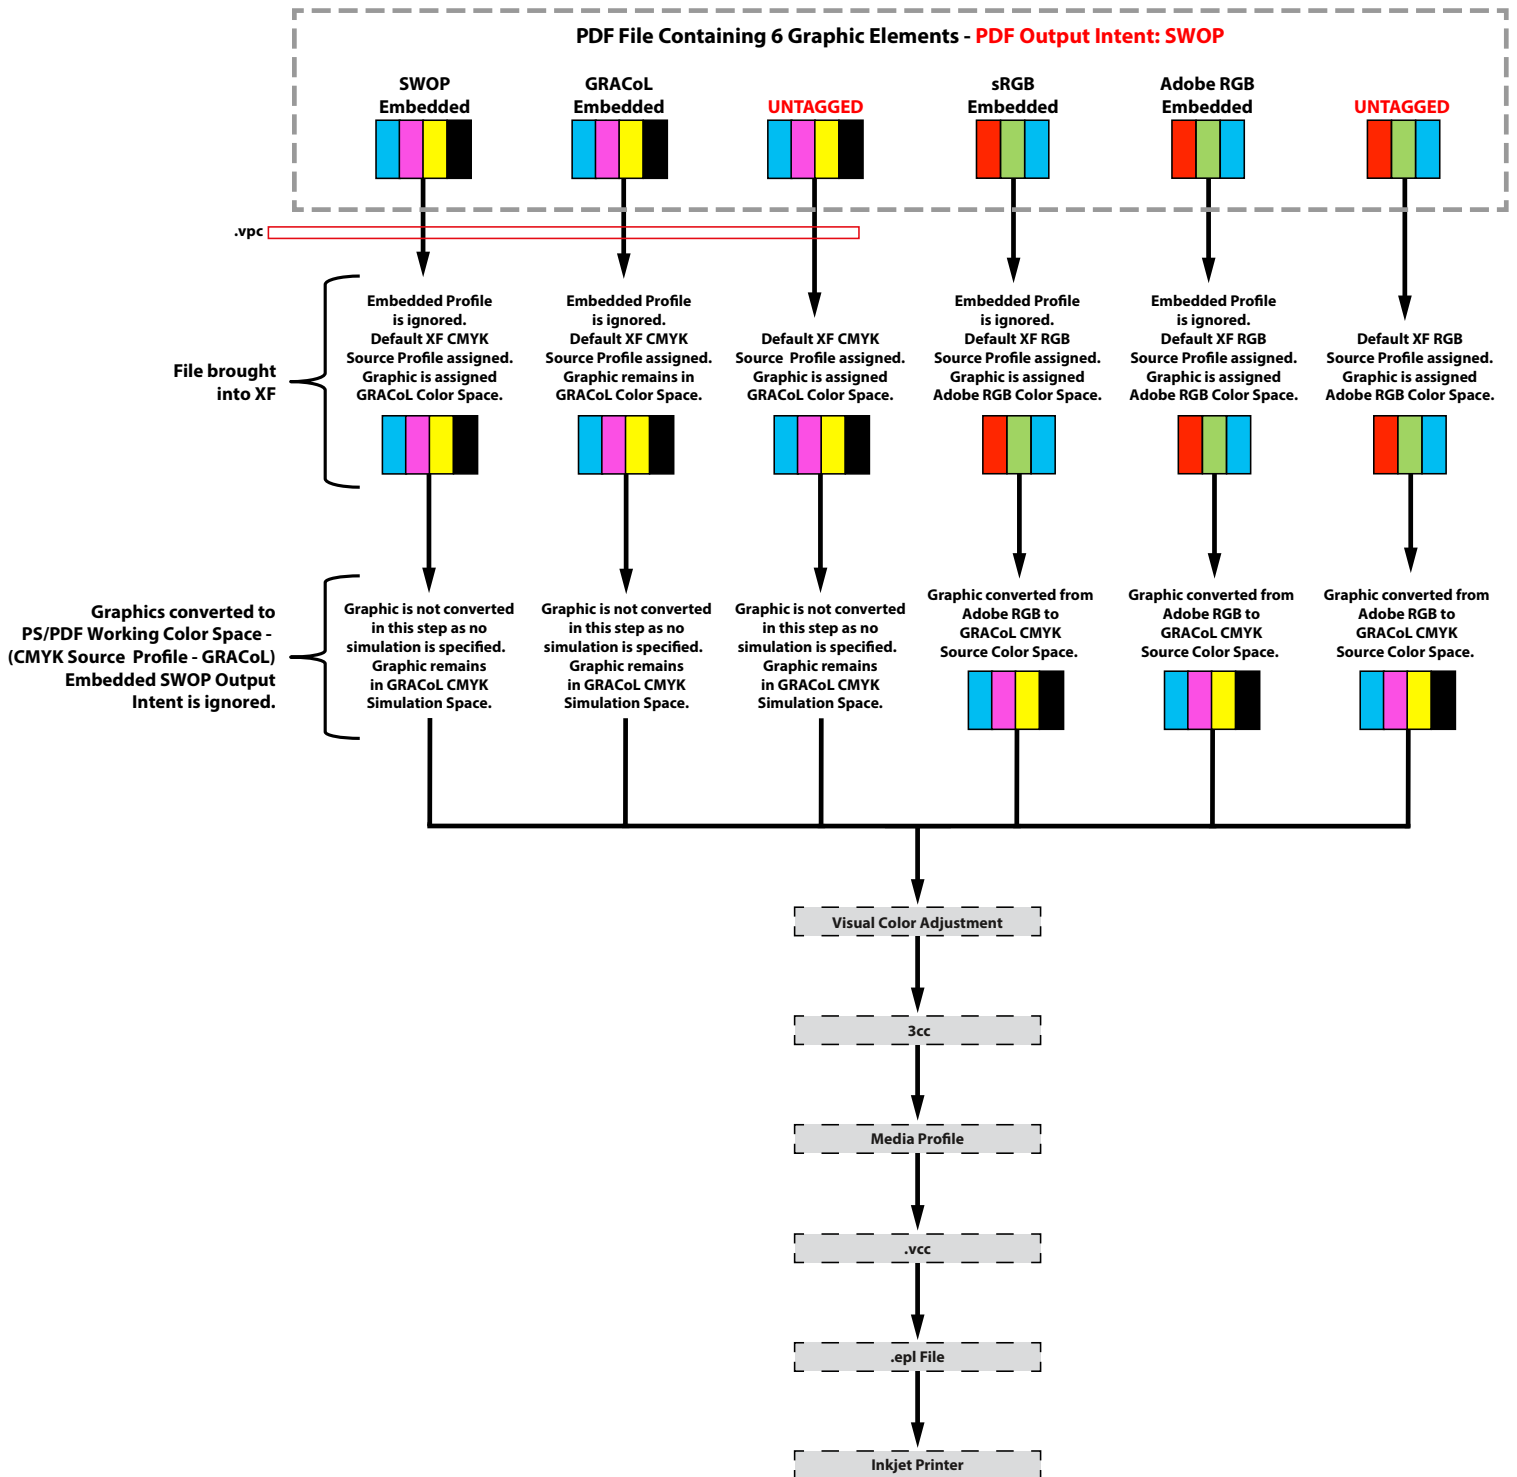 PDF File Containing 6 Graphic Elements - PDF Output Intent: SWOP
SWOP
Embedded
GRACoL
Embedded
UNTAGGED
sRGB
Embedded
Adobe RGB
Embedded
UNTAGGED
.vpc
File brought
into XF
Embedded Profile
is ignored.
Default XF CMYK
Source Profile assigned.
Graphic is assigned
GRACoL Color Space.
Embedded Profile
is ignored.
Default XF CMYK
Source Profile assigned.
Graphic remains in
GRACoL Color Space.
Default XF CMYK
Source Profile assigned.
Graphic is assigned
GRACoL Color Space.
Embedded Profile
is ignored.
Default XF RGB
Source Profile assigned.
Graphic is assigned
Adobe RGB Color Space.
Embedded Profile
is ignored.
Default XF RGB
Source Profile assigned.
Graphic is assigned
Adobe RGB Color Space.
Default XF RGB
Source Profile assigned.
Graphic is assigned
Adobe RGB Color Space.
Graphics converted to
PS/PDF Working Color Space -
(CMYK Source Profile - GRACoL)
Embedded SWOP Output
Intent is ignored.
Graphic is not converted
in this step as no
simulation is specified.
Graphic remains
in GRACoL CMYK
Simulation Space.
Graphic is not converted
in this step as no
simulation is specified.
Graphic remains
in GRACoL CMYK
Simulation Space.
Graphic is not converted
in this step as no
simulation is specified.
Graphic remains
in GRACoL CMYK
Simulation Space.
Graphic converted from
Adobe RGB to
GRACoL CMYK
Source Color Space.
Graphic converted from
Adobe RGB to
GRACoL CMYK
Source Color Space.
Graphic converted from
Adobe RGB to
GRACoL CMYK
Source Color Space.
Visual Color Adjustment
3cc
Media Profile
.vcc
.epl File
Inkjet Printer